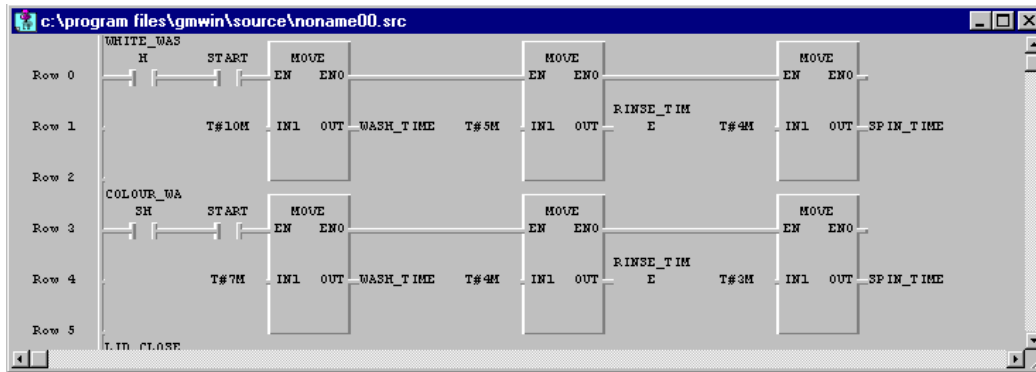 c:\program files\gmwin\source\noname00.src
WHITE_WAS
H START MOVE MOVE MOVE
Row 0 EN ENO EN ENO EN ENO
RINSE_TIM
Row 1 T#10M IN1 OUT WASH_TIME T#5M IN1 OUT E T#4M IN1 OUT SPIN_TIME
Row 2
COLOUR_WA
SH START MOVE MOVE MOVE
Row 3 EN ENO EN ENO EN ENO
RINSE_TIM
Row 4 T#7M IN1 OUT WASH_TIME T#4M IN1 OUT E T#3M IN1 OUT SPIN_TIME
Row 5
LID_CLOSE